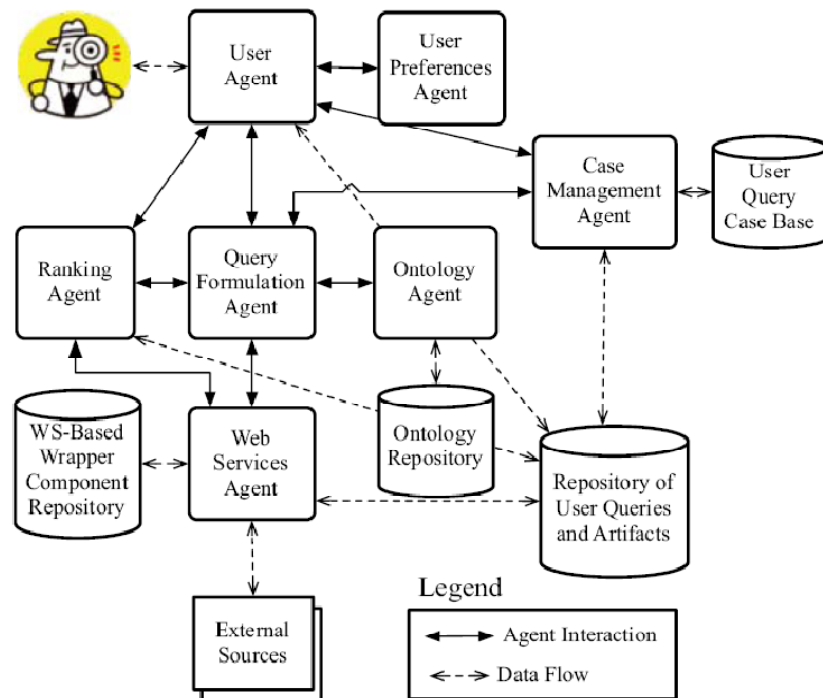 User
Agent
User
Preferences
Agent
Case
Management
Agent
User
Query
Case Base
Ranking
Agent
Query
Formulation
Agent
Ontology
Agent
WS-Based
Wrapper
Component
Repository
Web
Services
Agent
Ontology
Repository
Repository of
User Queries
and Artifacts
External
Sources
Legend
Agent Interaction
Data Flow